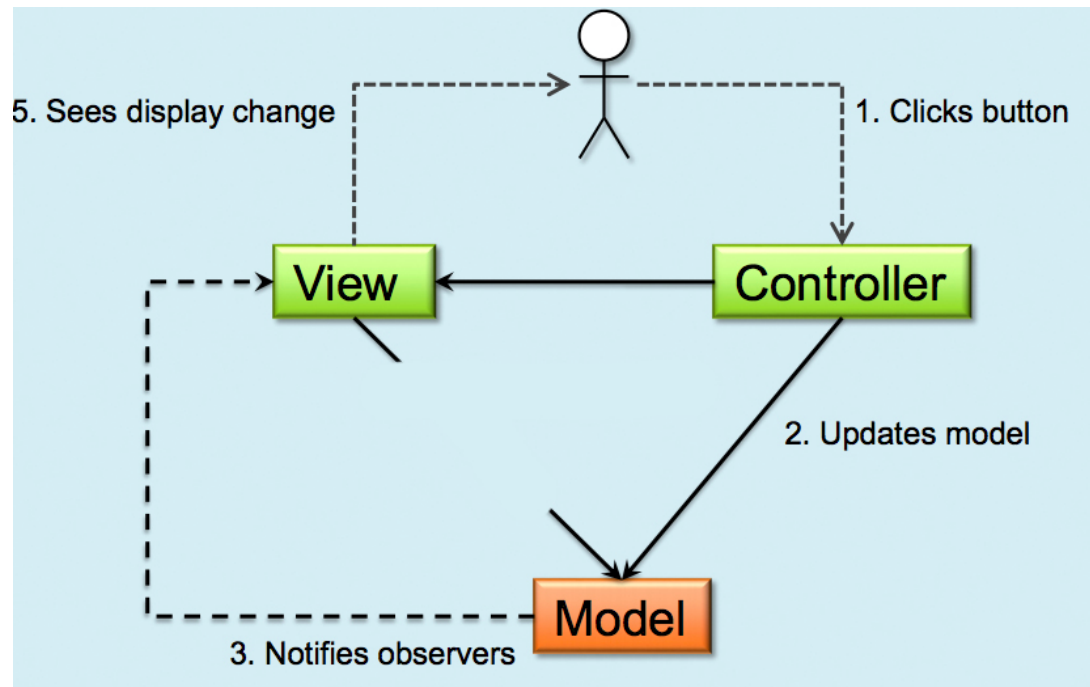 5. Sees display change
1. Clicks button
View
Controller
2. Updates model
Model
3. Notifies observers